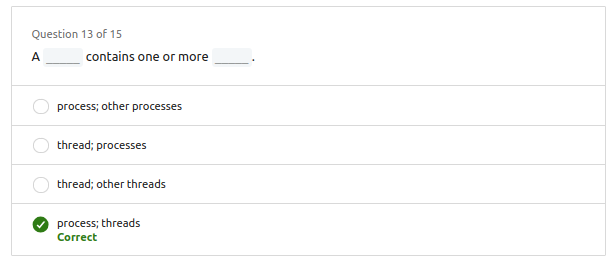 Question 13 of 15
A _____ contains one or more _____ .
process; other processes
thread; processes
thread; other threads
process; threads
Correct